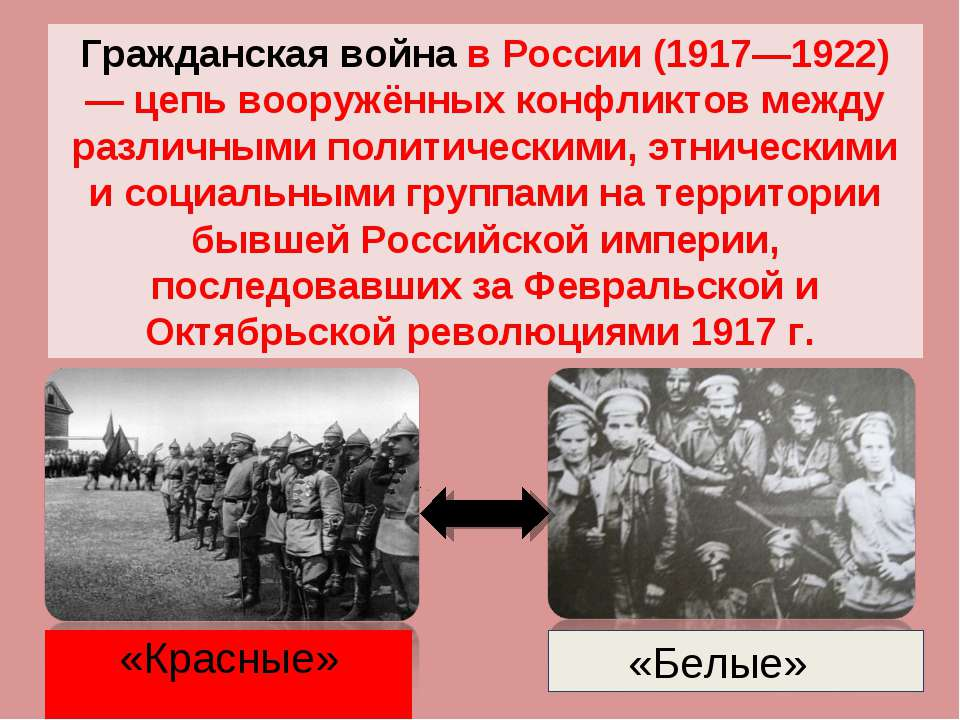 Гражданская война в России (1917—1922)
— цепь вооружённых конфликтов между
различными политическими, этническими
и социальными группами на территории
бывшей Российской империи,
последовавших за Февральской и
Октябрьской революциями 1917 г.
«Красные»
«Белые»